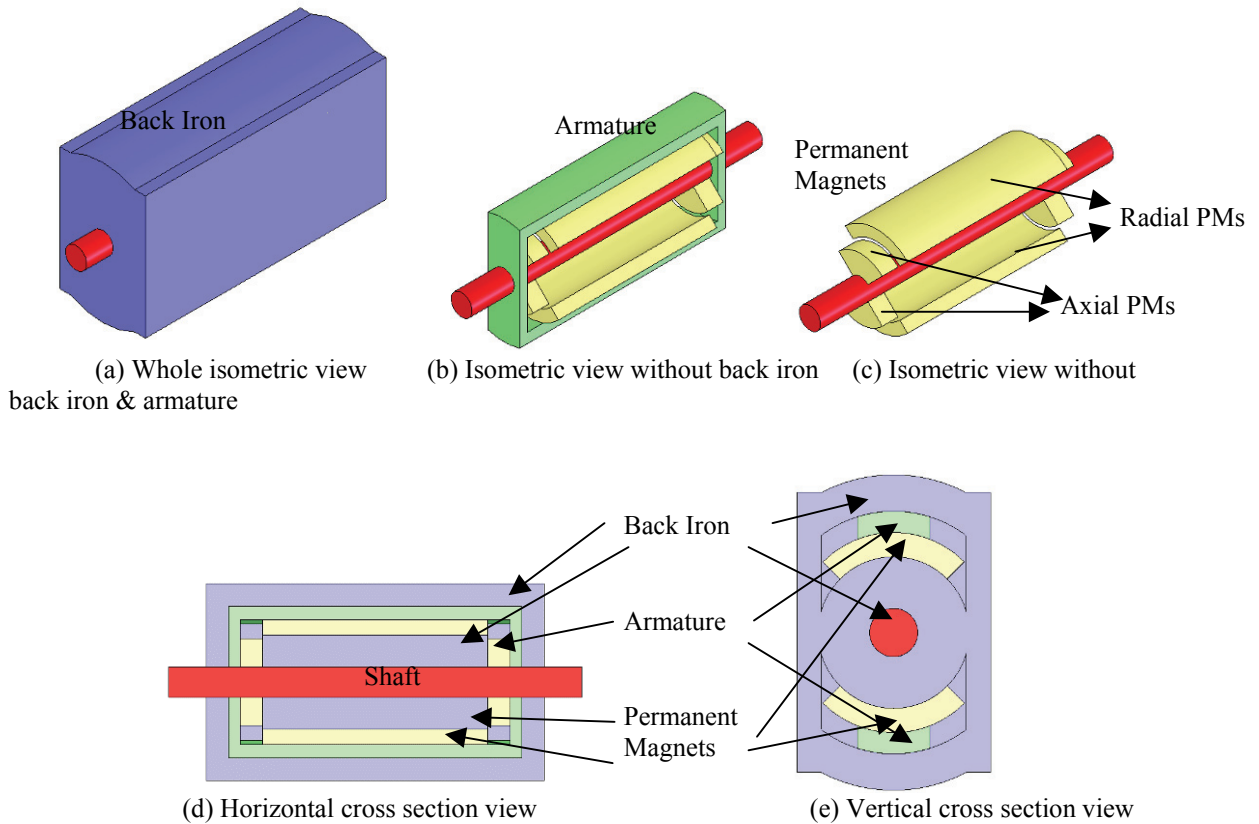 Back Iron
Armature
Permanent
Magnets
Radial PMs
Axial PMs
(a) Whole isometric view
(b) Isometric view without back iron
(c) Isometric view without
back iron & armature
Back Iron
Armature
Shaft
Permanent
Magnets
(d) Horizontal cross section view
(e) Vertical cross section view